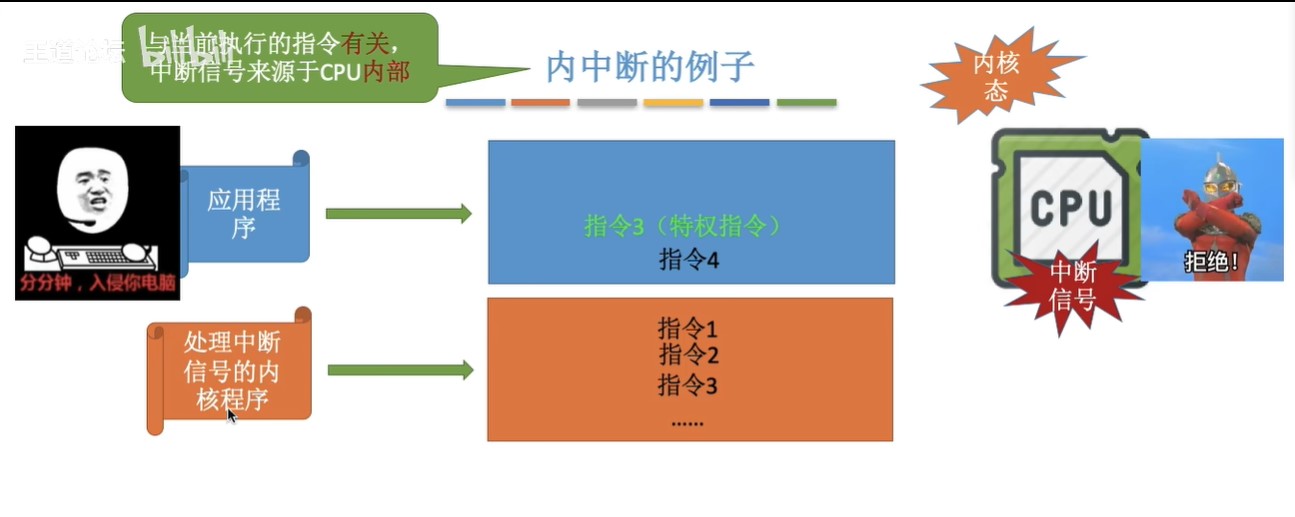 王道论坛 bilibili
与当前执行的指令有关，
中断信号来源于CPU内部
内中断的例子
内核
态
应用程
序
分分钟，入侵你电脑
指令3（特权指令）
指令4
CPU
中断
信号
拒绝！
处理中断
信号的内
核程序
指令1
指令2
指令3
......